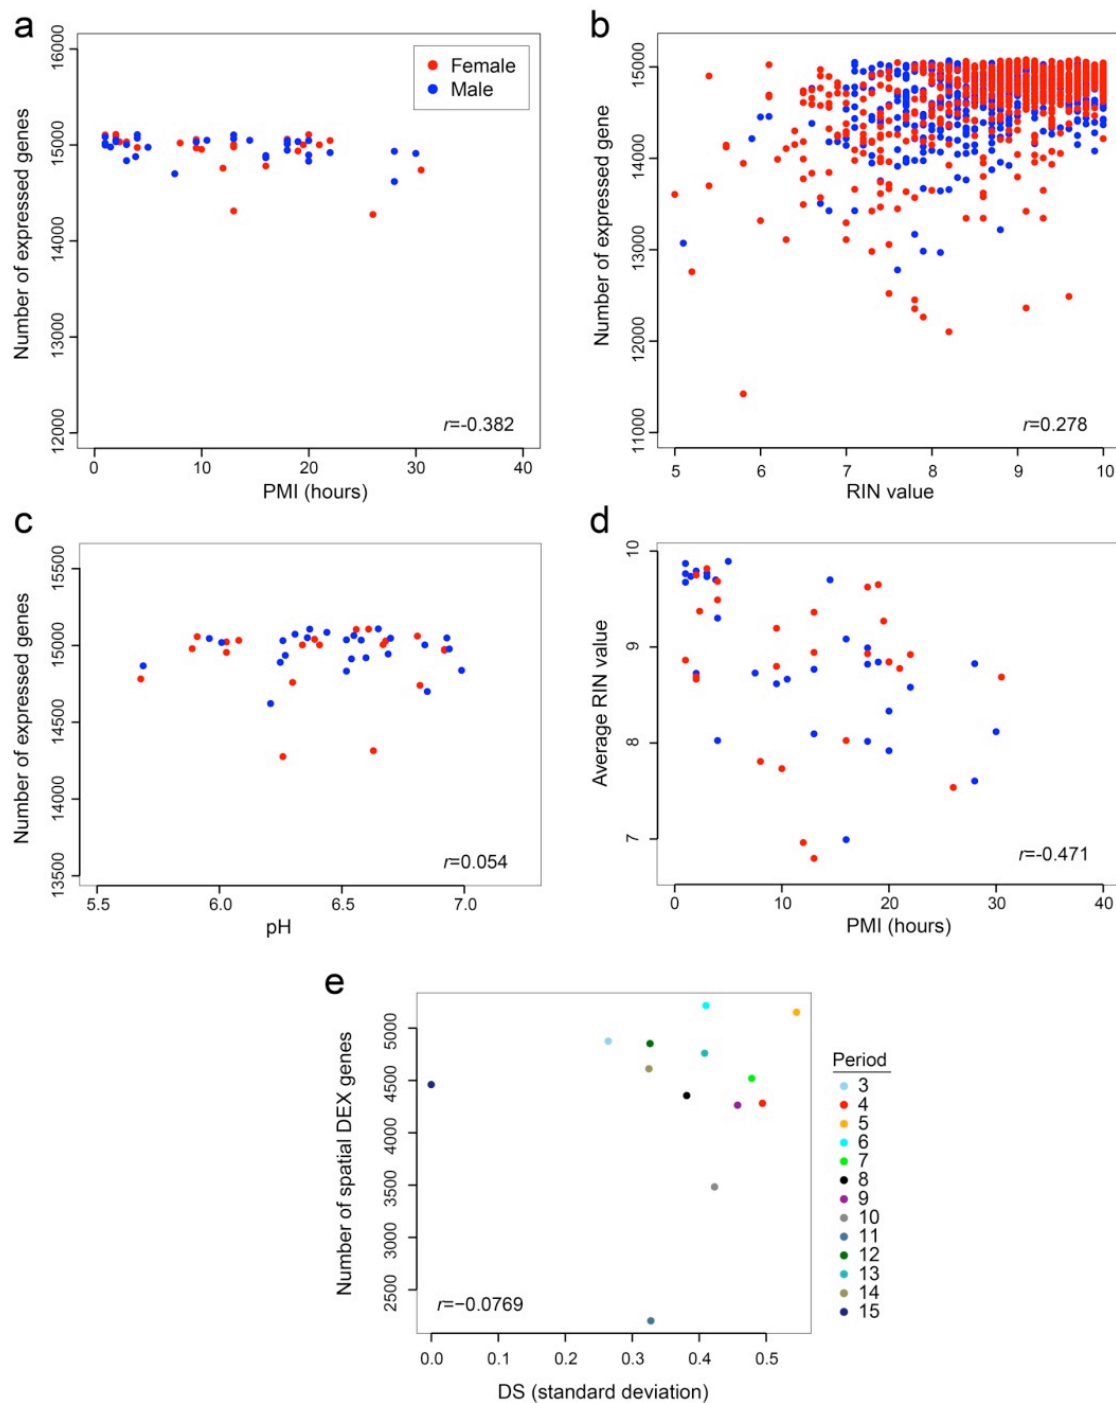 a
Number of expressed genes
16000
15000
14000
13000
12000
Female
Male
r=-0.382
0 10 20 30 40
PMI (hours)
b
Number of expressed gene
15000
14000
13000
12000
11000
r=0.278
5 6 7 8 9 10
RIN value
c
Number of expressed genes
15500
15000
14500
14000
13500
r=0.054
5.5 6.0 6.5 7.0
pH
d
Average RIN value
10
9
8
7
r=-0.471
0 10 20 30 40
PMI (hours)
e
Number of spatial DEX genes
5000
4500
4000
3500
3000
2500
r=−0.0769
0.0 0.1 0.2 0.3 0.4 0.5
DS (standard deviation)
Period
3
4
5
6
7
8
9
10
11
12
13
14
15